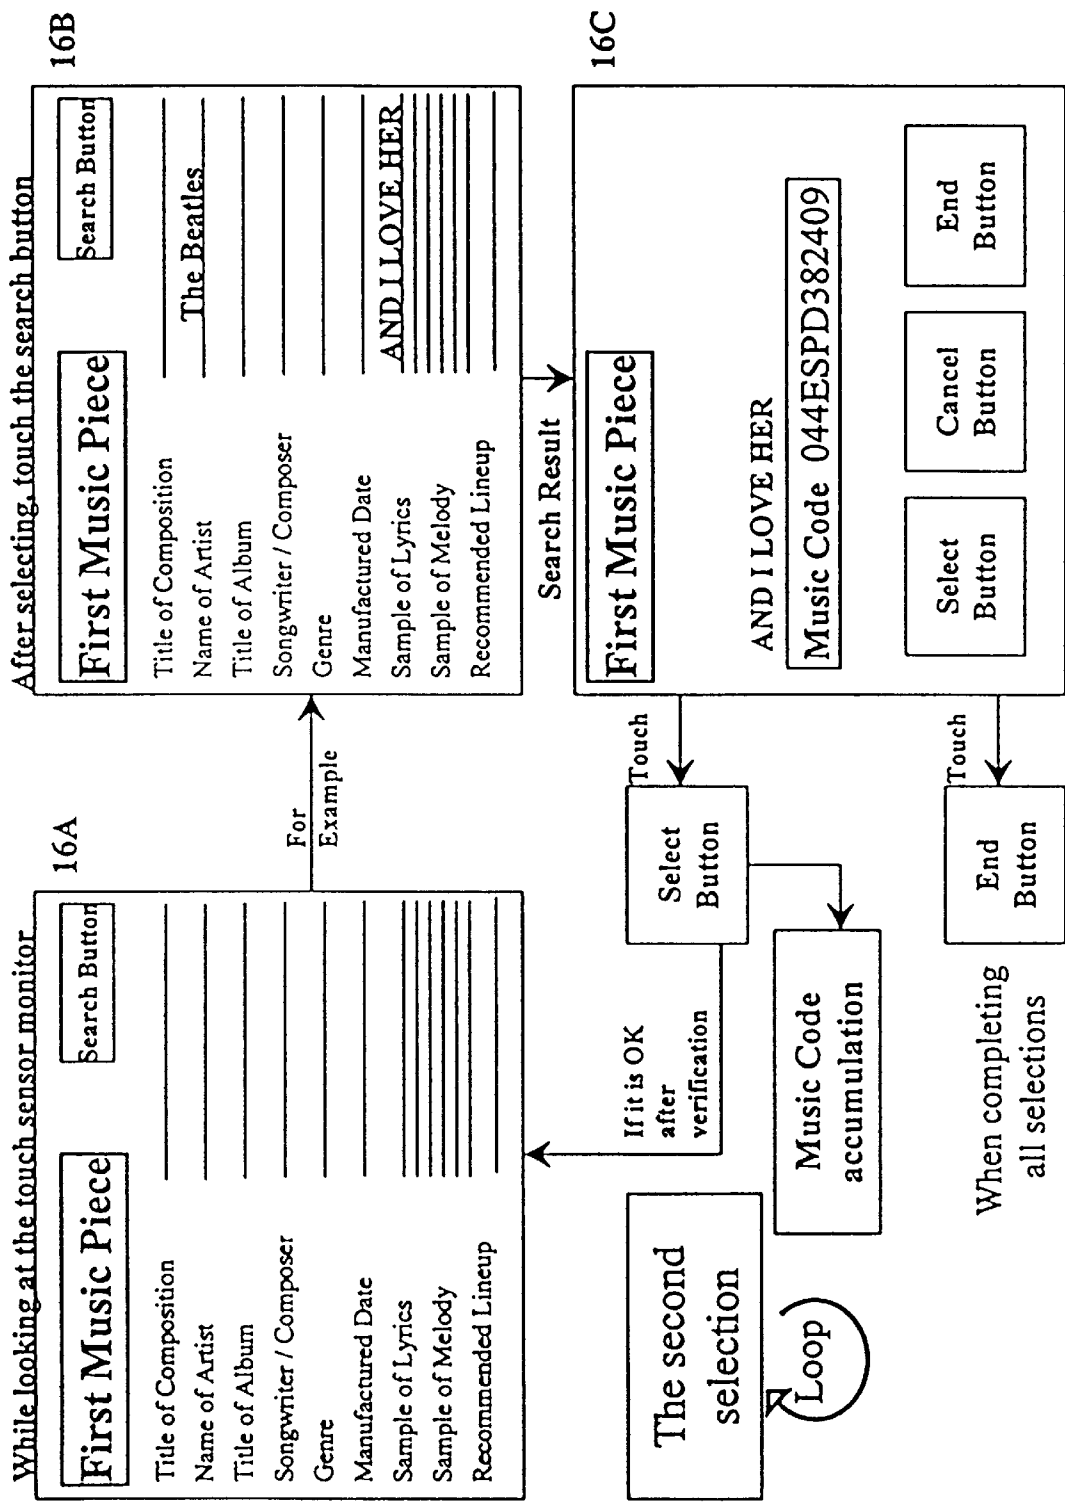 While looking at the touch sensor monitor
16A
First Music Piece
Search Button
Title of Composition
Name of Artist
Title of Album
Songwriter / Composer
Genre
Manufactured Date
Sample of Lyrics
Sample of Melody
Recommended Lineup
For
Example
After selecting, touch the search button
16B
First Music Piece
Search Button
Title of Composition
Name of Artist
The Beatles
Title of Album
Songwriter / Composer
Genre
Manufactured Date
Sample of Lyrics
AND I LOVE HER
Sample of Melody
Recommended Lineup
Search Result
16C
First Music Piece
AND I LOVE HER
Music Code 044ESPD382409
Select
Button
Cancel
Button
End
Button
Touch
Select
Button
If it is OK
after
verification
Music Code
accumulation
The second
selection
Loop
Touch
End
Button
When completing
all selections